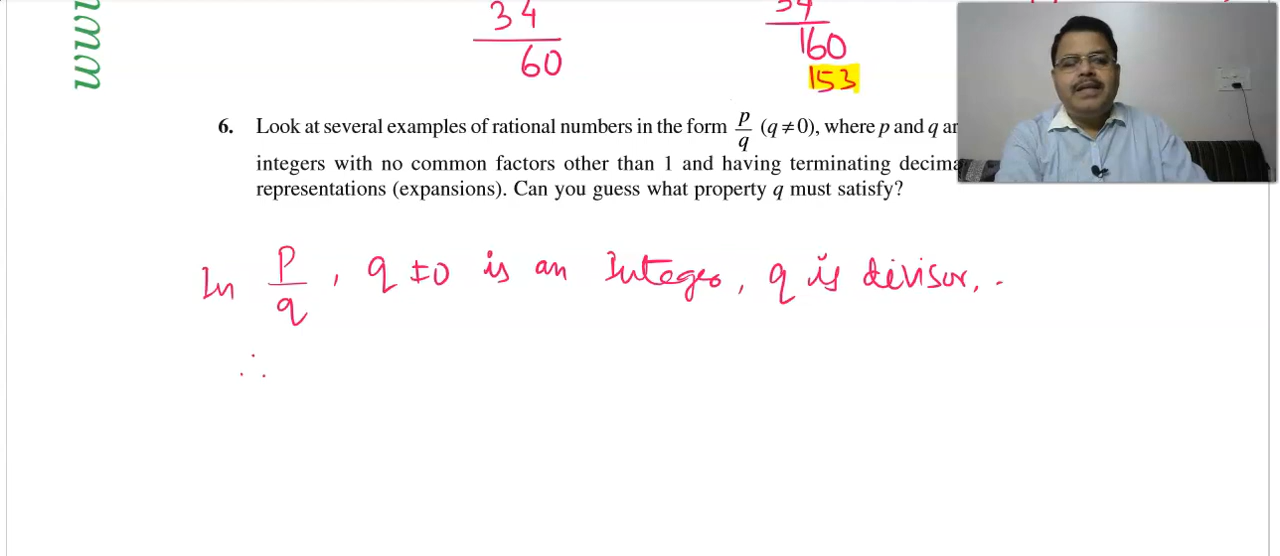 www
34
60
34
160
153
6. Look at several examples of rational numbers in the form p/q (q≠0), where p and q ar
integers with no common factors other than 1 and having terminating decima
representations (expansions). Can you guess what property q must satisfy?
In p/q, q ≠ 0 is an Integer, q is divisor, .
∴